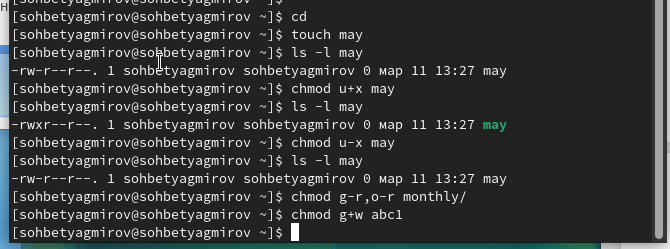 [sohbetyagmirov@sohbetyagmirov ~]$ cd
[sohbetyagmirov@sohbetyagmirov ~]$ touch may
[sohbetyagmirov@sohbetyagmirov ~]$ ls -l may
-rw-r--r--. 1 sohbetyagmirov sohbetyagmirov 0 мар 11 13:27 may
[sohbetyagmirov@sohbetyagmirov ~]$ chmod u+x may
[sohbetyagmirov@sohbetyagmirov ~]$ ls -l may
-rwxr--r--. 1 sohbetyagmirov sohbetyagmirov 0 мар 11 13:27 may
[sohbetyagmirov@sohbetyagmirov ~]$ chmod u-x may
[sohbetyagmirov@sohbetyagmirov ~]$ ls -l may
-rw-r--r--. 1 sohbetyagmirov sohbetyagmirov 0 мар 11 13:27 may
[sohbetyagmirov@sohbetyagmirov ~]$ chmod g-r,o-r monthly/
[sohbetyagmirov@sohbetyagmirov ~]$ chmod g+w abc1
[sohbetyagmirov@sohbetyagmirov ~]$